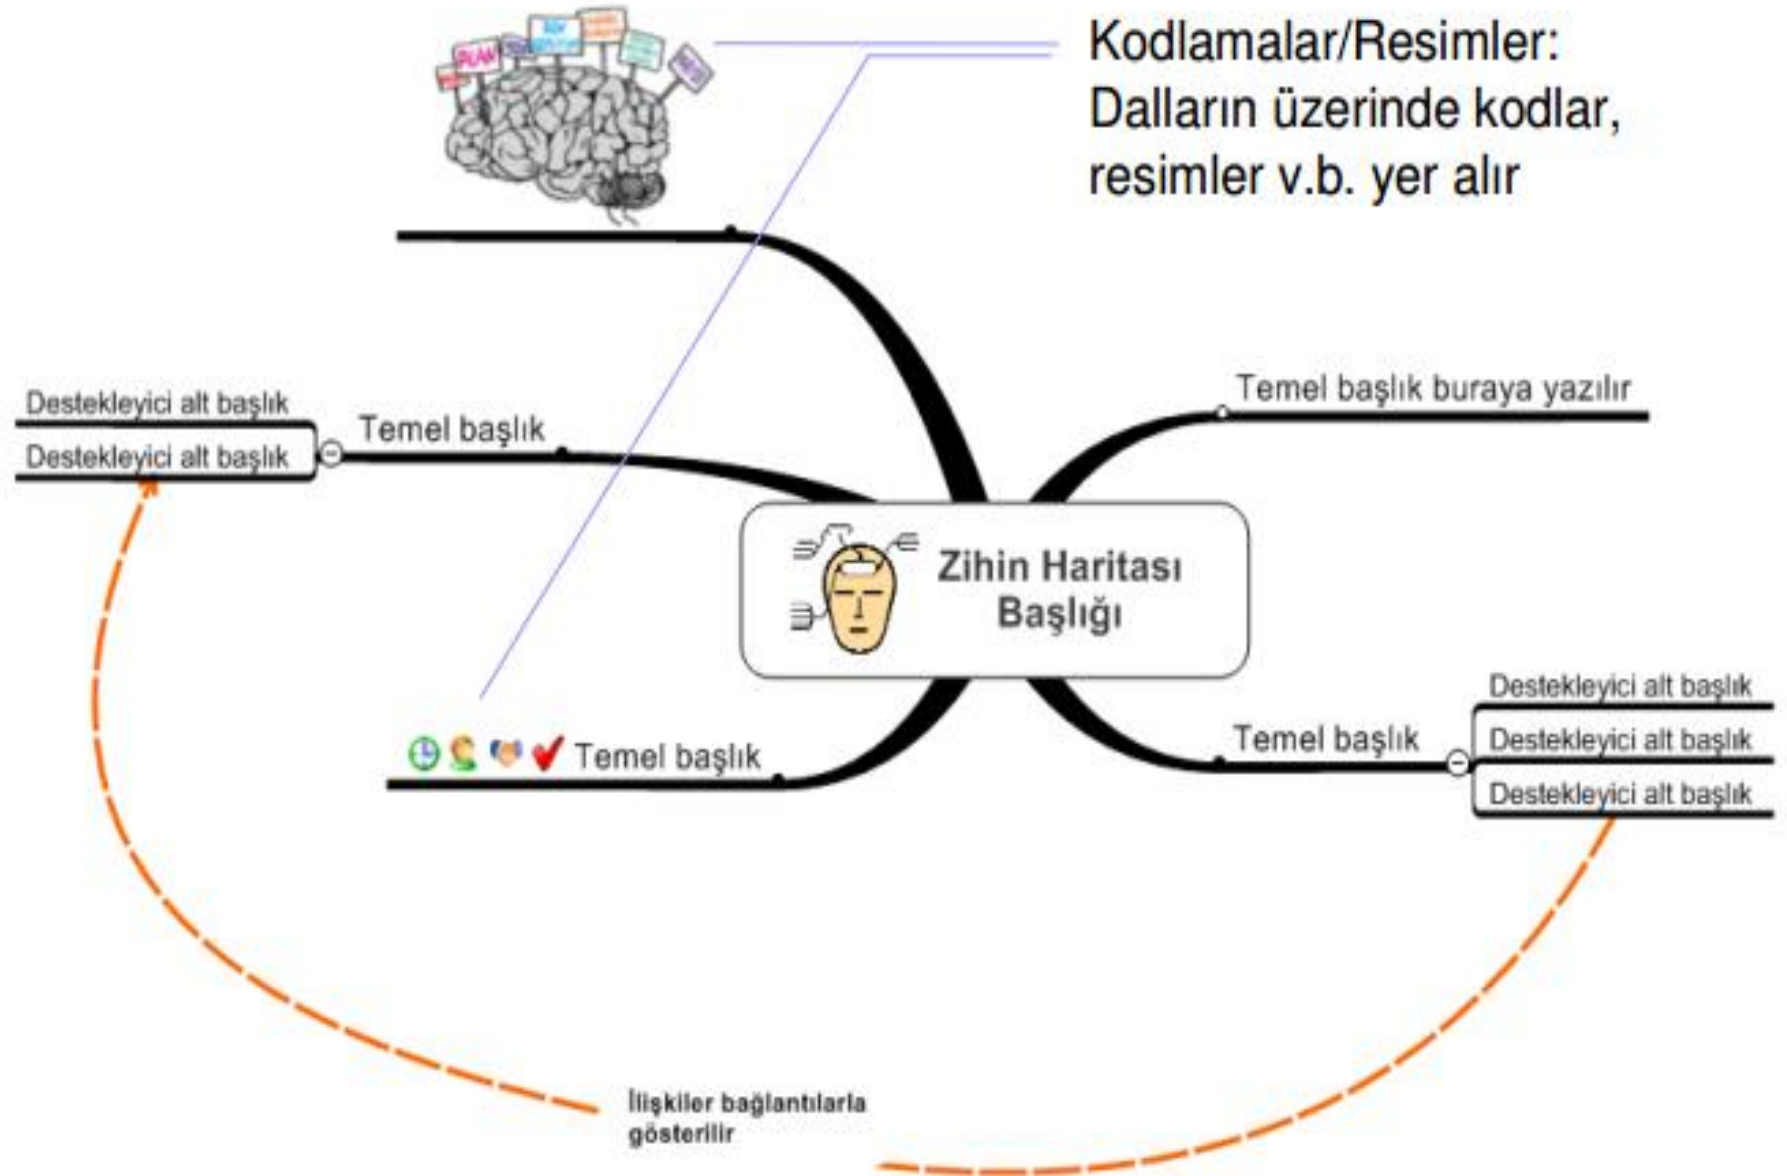 PLAN
Kodlamalar/Resimler:
Dalların üzerinde kodlar,
resimler v.b. yer alır
Temel başlık buraya yazılır
Destekleyici alt başlık
Destekleyici alt başlık
Temel başlık
Zihin Haritası
Başlığı
Temel başlık
Temel başlık
Destekleyici alt başlık
Destekleyici alt başlık
Destekleyici alt başlık
İlişkiler bağlantılarla
gösterilir